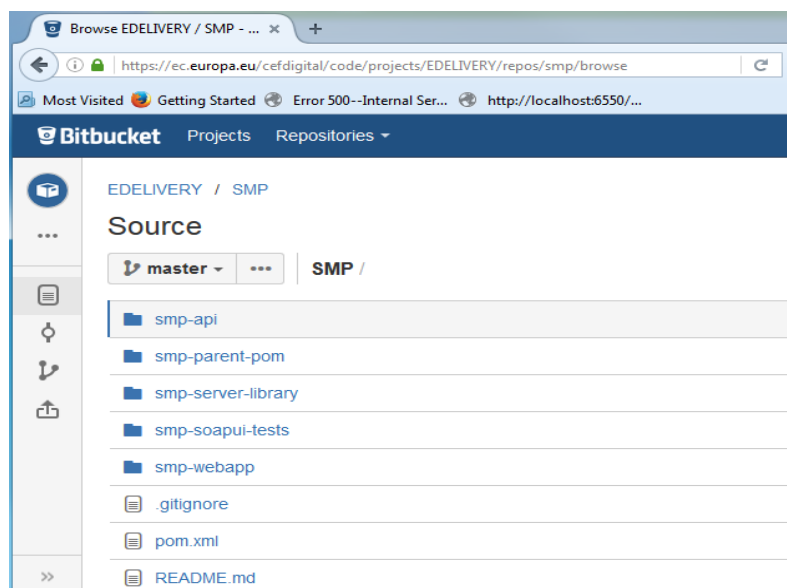 Browse EDELIVERY / SMP - ...
https://ec.europa.eu/cefdigital/code/projects/EDELIVERY/repos/smp/browse
Most Visited Getting Started Error 500--Internal Ser... http://localhost:6550/...
Bitbucket Projects Repositories
EDELIVERY / SMP
Source
master ... SMP /
smp-api
smp-parent-pom
smp-server-library
smp-soapui-tests
smp-webapp
.gitignore
pom.xml
README.md